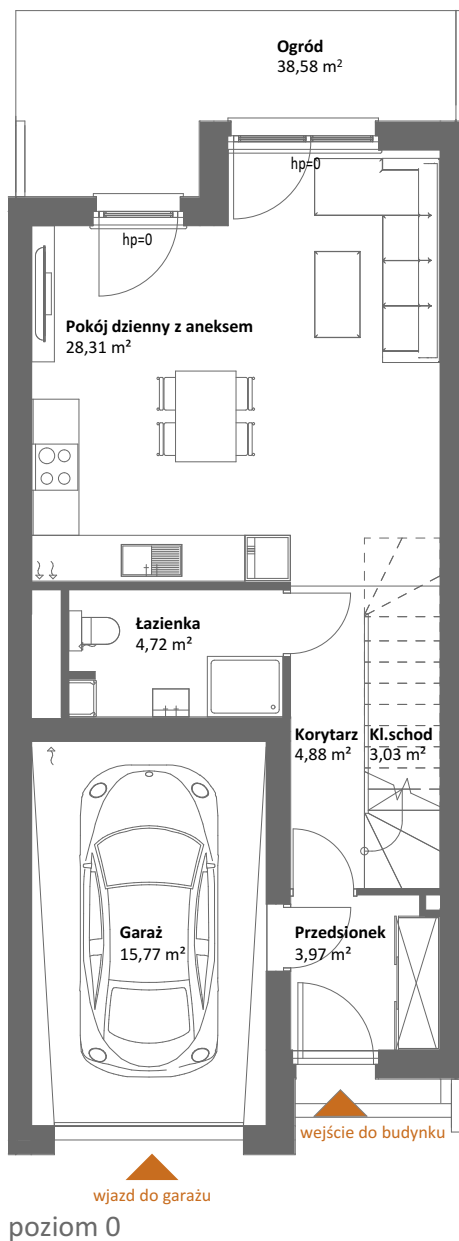 Ogród
38,58 m²
hp=0
hp=0
Pokój dzienny z aneksem
28,31 m²
Łazienka
4,72 m²
Korytarz
4,88 m²
Kl.schod
3,03 m²
Garaż
15,77 m²
Przedsionek
3,97 m²
wejście do budynku
wjazd do garażu
poziom 0